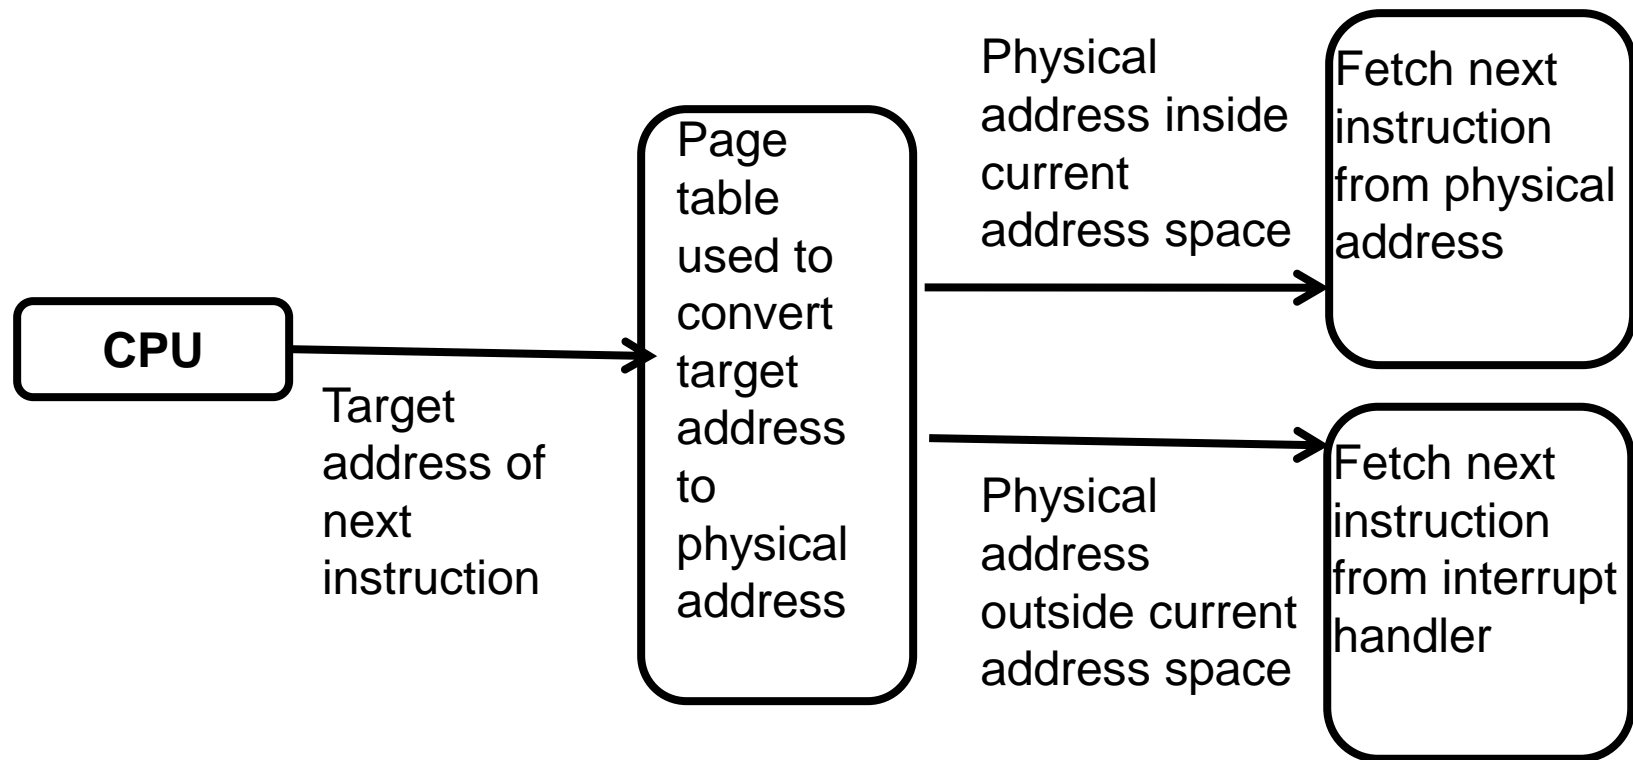 CPU
Target
address of
next
instruction
Page
table
used to
convert
target
address
to
physical
address
Physical
address inside
current
address space
Fetch next
instruction
from physical
address
Physical
address
outside current
address space
Fetch next
instruction
from interrupt
handler